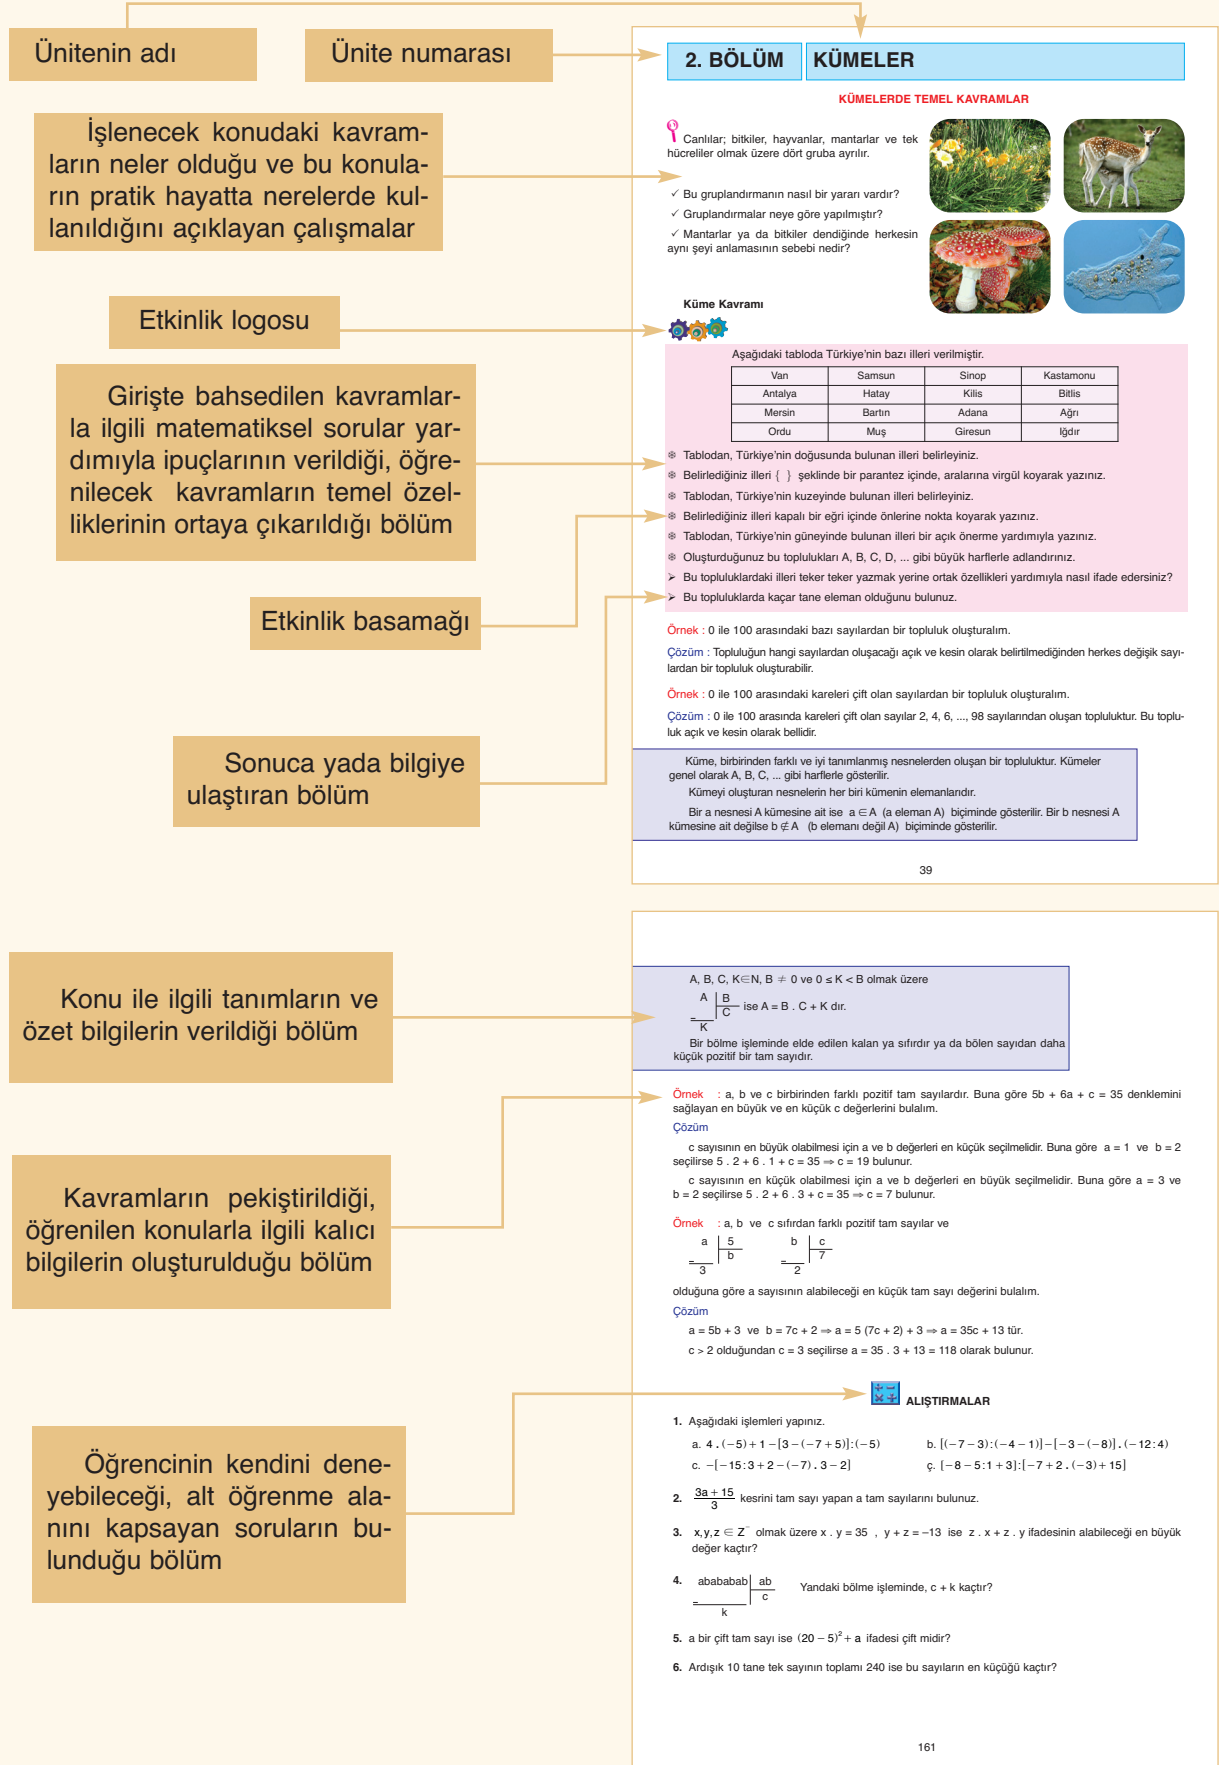 Ünitenin adı
Ünite numarası
İşlenecek konudaki kavram-
ların neler olduğu ve bu konula-
rın pratik hayatta nerelerde kul-
lanıldığını açıklayan çalışmalar
Etkinlik logosu
Girişte bahsedilen kavramlar-
la ilgili matematiksel sorular yar-
dımıyla ipuçlarının verildiği, öğre-
nilecek kavramların temel özel-
liklerinin ortaya çıkarıldığı bölüm
Etkinlik basamağı
Sonuca yada bilgiye
ulaştıran bölüm
2. BÖLÜM KÜMELER
KÜMELERDE TEMEL KAVRAMLAR
Canlılar; bitkiler, hayvanlar, mantarlar ve tek
hücreliler olmak üzere dört gruba ayrılır.
✓ Bu gruplandırmanın nasıl bir yararı vardır?
✓ Gruplandırmalar neye göre yapılmıştır?
✓ Mantarlar ya da bitkiler dendiğinde herkesin
aynı şeyi anlamasının sebebi nedir?
Küme Kavramı
Aşağıdaki tabloda Türkiye'nin bazı illeri verilmiştir.
Van Samsun Sinop Kastamonu
Antalya Hatay Kilis Bitlis
Mersin Bartın Adana Ağrı
Ordu Muş Giresun Iğdır
❄ Tablodan, Türkiye'nin doğusunda bulunan illeri belirleyiniz.
❄ Belirlediğiniz illeri { } şeklinde bir parantez içinde, aralarına virgül koyarak yazınız.
❄ Tablodan, Türkiye'nin kuzeyinde bulunan illeri belirleyiniz.
❄ Belirlediğiniz illeri kapalı bir eğri içinde önlerine nokta koyarak yazınız.
❄ Tablodan, Türkiye'nin güneyinde bulunan illeri bir açık önerme yardımıyla yazınız.
❄ Oluşturduğunuz bu toplulukları A, B, C, D, ... gibi büyük harflerle adlandırınız.
➢ Bu topluluklardaki illeri teker teker yazmak yerine ortak özellikleri yardımıyla nasıl ifade edersiniz?
➢ Bu topluluklarda kaçar tane eleman olduğunu bulunuz.
Örnek : 0 ile 100 arasındaki bazı sayılardan bir topluluk oluşturalım.
Çözüm : Topluluğun hangi sayılardan oluşacağı açık ve kesin olarak belirtilmediğinden herkes değişik sayı-
lardan bir topluluk oluşturabilir.
Örnek : 0 ile 100 arasındaki kareleri çift olan sayılardan bir topluluk oluşturalım.
Çözüm : 0 ile 100 arasında kareleri çift olan sayılar 2, 4, 6, ..., 98 sayılarından oluşan topluluktur. Bu toplu-
luk açık ve kesin olarak bellidir.
Küme, birbirinden farklı ve iyi tanımlanmış nesnelerden oluşan bir topluluktur. Kümeler
genel olarak A, B, C, ... gibi harflerle gösterilir.
Kümeyi oluşturan nesnelerin her biri kümenin elemanlarıdır.
Bir a nesnesi A kümesine ait ise a ∈ A (a eleman A) biçiminde gösterilir. Bir b nesnesi A
kümesine ait değilse b ∉ A (b elemanı değil A) biçiminde gösterilir.
39
Konu ile ilgili tanımların ve
özet bilgilerin verildiği bölüm
Kavramların pekiştirildiği,
öğrenilen konularla ilgili kalıcı
bilgilerin oluşturulduğu bölüm
Öğrencinin kendini dene-
yebileceği, alt öğrenme ala-
nını kapsayan soruların bu-
lunduğu bölüm
A, B, C, K∈N, B ≠ 0 ve 0 ≤ K < B olmak üzere
A B
C ise A = B . C + K dır.
-
K
Bir bölme işleminde elde edilen kalan ya sıfırdır ya da bölen sayıdan daha
küçük pozitif bir tam sayıdır.
Örnek : a, b ve c birbirinden farklı pozitif tam sayılardır. Buna göre 5b + 6a + c = 35 denklemini
sağlayan en büyük ve en küçük c değerlerini bulalım.
Çözüm
c sayısının en büyük olabilmesi için a ve b değerleri en küçük seçilmelidir. Buna göre a = 1 ve b = 2
seçilirse 5 . 2 + 6 . 1 + c = 35 ⇒ c = 19 bulunur.
c sayısının en küçük olabilmesi için a ve b değerleri en büyük seçilmelidir. Buna göre a = 3 ve
b = 2 seçilirse 5 . 2 + 6 . 3 + c = 35 ⇒ c = 7 bulunur.
Örnek : a, b ve c sıfırdan farklı pozitif tam sayılar ve
a 5 b c
- b - 7
3 2
olduğuna göre a sayısının alabileceği en küçük tam sayı değerini bulalım.
Çözüm
a = 5b + 3 ve b = 7c + 2 ⇒ a = 5 (7c + 2) + 3 ⇒ a = 35c + 13 tür.
c > 2 olduğundan c = 3 seçilirse a = 35 . 3 + 13 = 118 olarak bulunur.
ALIŞTIRMALAR
1. Aşağıdaki işlemleri yapınız.
a. 4 . (−5) + 1 − [3 − (−7 + 5)] : (−5) b. [(−7 − 3) : (−4 − 1)] − [−3 − (−8)] . (−12 : 4)
c. −[−15 : 3 + 2 − (−7) . 3 − 2] ç. [−8 − 5 : 1 + 3] : [−7 + 2 . (−3) + 15]
2. (3a + 15)/3 kesrini tam sayı yapan a tam sayılarını bulunuz.
3. x, y, z ∈ Z⁻ olmak üzere x . y = 35 , y + z = –13 ise z . x + z . y ifadesinin alabileceği en büyük
değer kaçtır?
4. abababab ab Yandaki bölme işleminde, c + k kaçtır?
- c
k
5. a bir çift tam sayı ise (20 − 5)² + a ifadesi çift midir?
6. Ardışık 10 tane tek sayının toplamı 240 ise bu sayıların en küçüğü kaçtır?
161